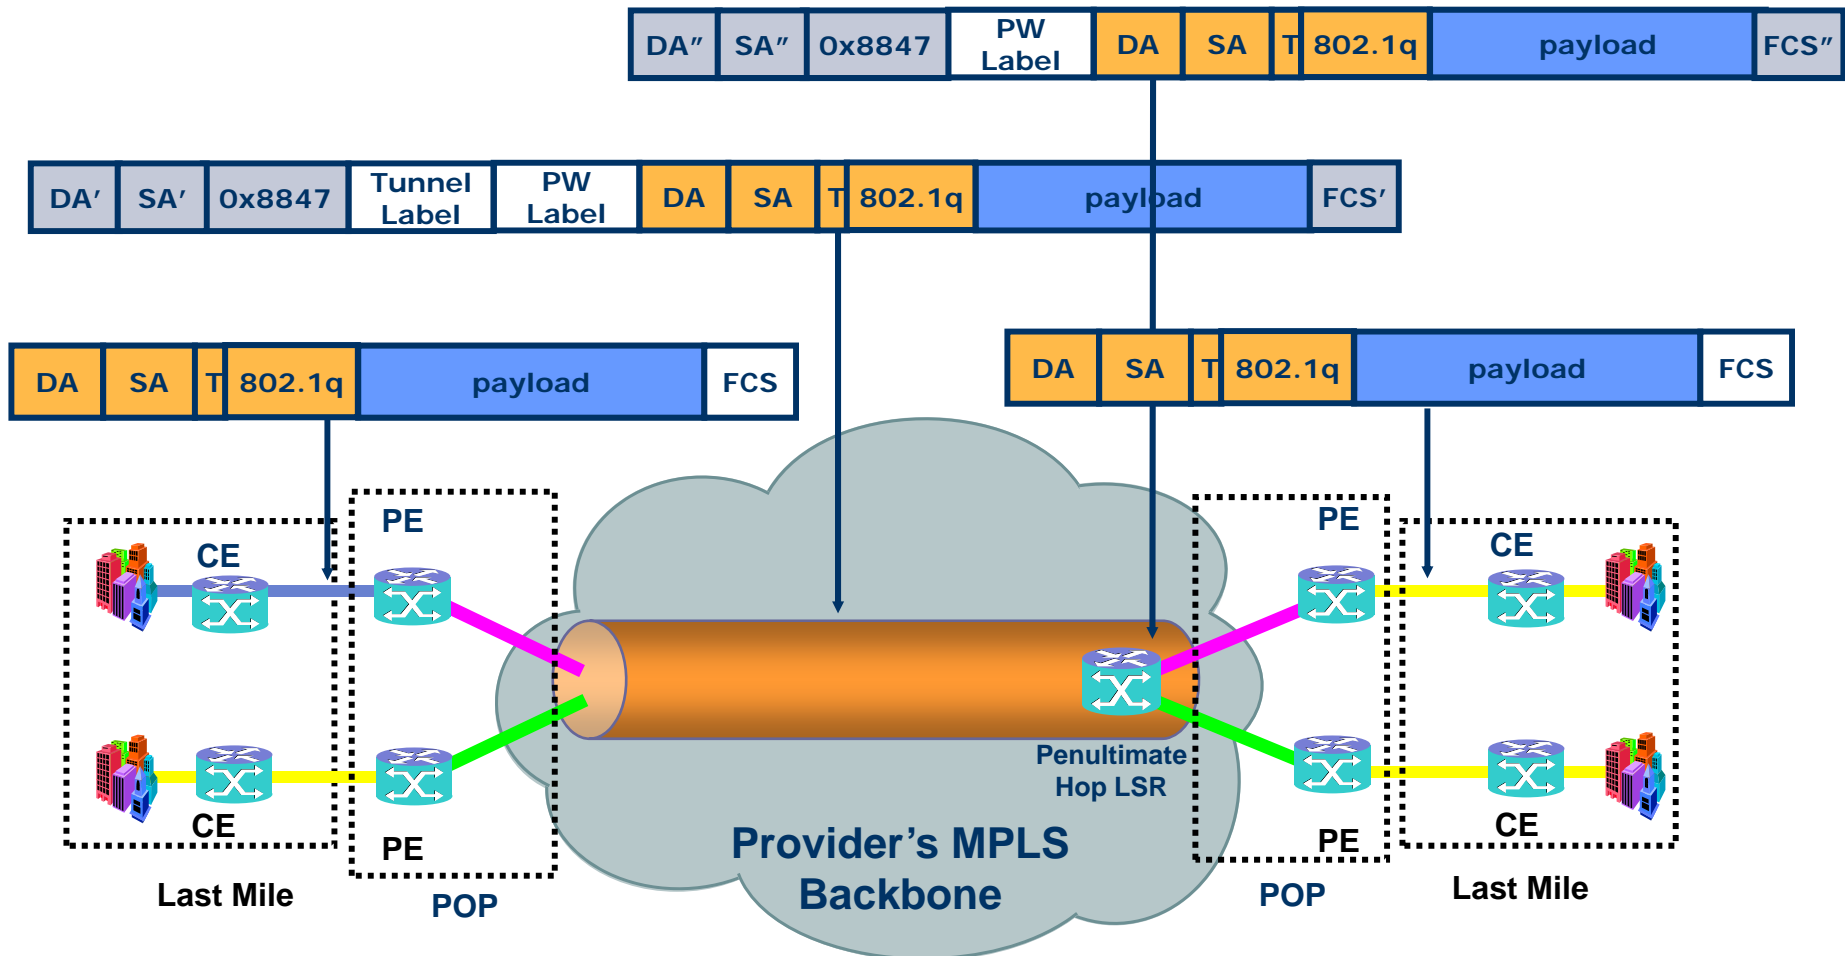 DA″ SA″ 0x8847 PW Label DA SA T 802.1q payload FCS″
DA′ SA′ 0x8847 Tunnel Label PW Label DA SA T 802.1q payload FCS′
DA SA T 802.1q payload FCS
DA SA T 802.1q payload FCS
PE
CE
PE
CE
CE
PE
Penultimate
Hop LSR
PE
CE
Provider’s MPLS
Backbone
Last Mile
POP
POP
Last Mile